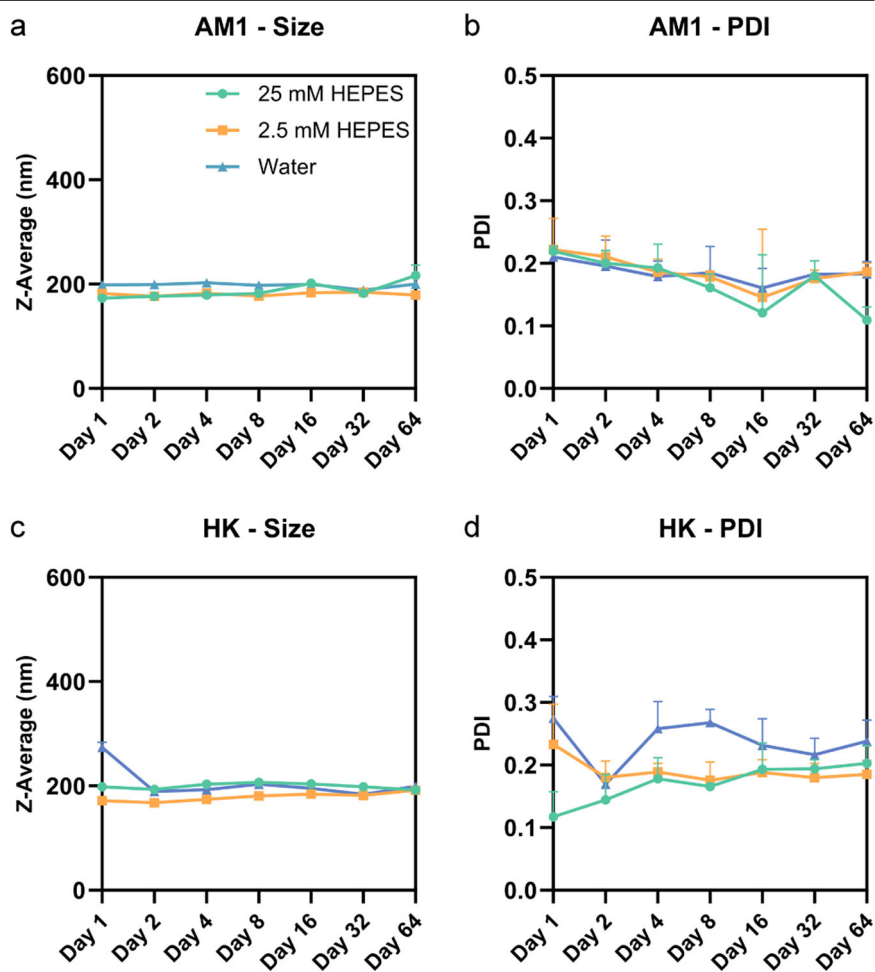 a
AM1 - Size
Z-Average (nm)
600
400
200
0
25 mM HEPES
2.5 mM HEPES
Water
Day 1
Day 2
Day 4
Day 8
Day 16
Day 32
Day 64
b
AM1 - PDI
PDI
0.5
0.4
0.3
0.2
0.1
0.0
Day 1
Day 2
Day 4
Day 8
Day 16
Day 32
Day 64
c
HK - Size
Z-Average (nm)
600
400
200
0
Day 1
Day 2
Day 4
Day 8
Day 16
Day 32
Day 64
d
HK - PDI
PDI
0.5
0.4
0.3
0.2
0.1
0.0
Day 1
Day 2
Day 4
Day 8
Day 16
Day 32
Day 64